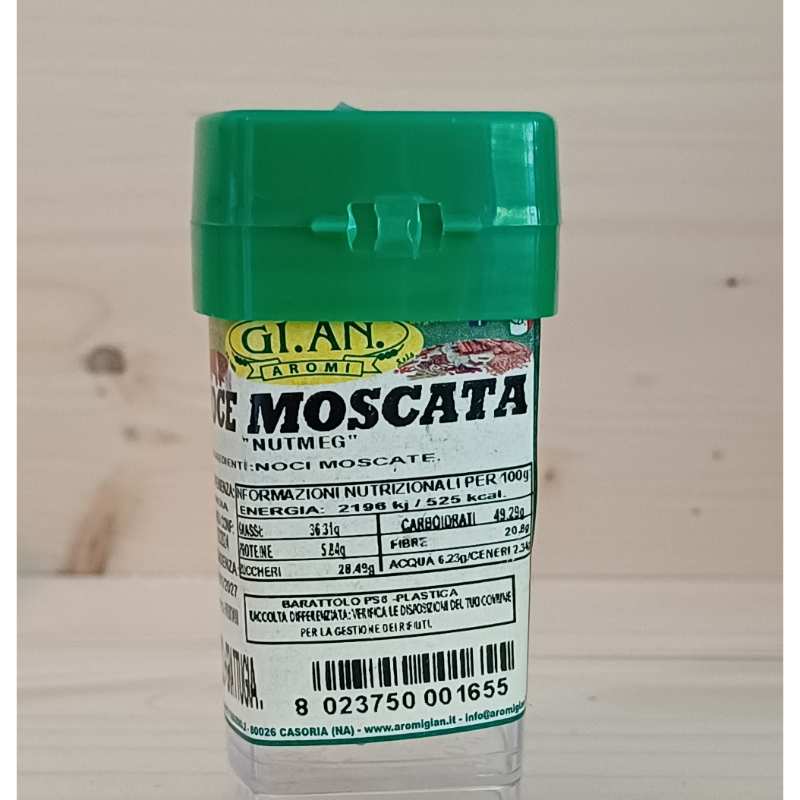 GI.AN.
AROMI
OCE MOSCATA
"NUTMEG"
EDIENTI:NOCI MOSCATE.
INFORMAZIONI NUTRIZIONALI PER 100g
ENERGIA: 2196 kj / 525 kcal.
GRASSI: 36.31g CARBOIDRATI 49.29g
PROTEINE 5.84g FIBRE 20.8g
ZUCCHERI 28.49g ACQUA 6.23g/CENERI 2.34g
2027
BARATTOLO PS6 -PLASTICA
RACCOLTA DIFFERENZIATA: VERIFICA LE DISPOSIZIONI DEL TUO COMUNE
PER LA GESTIONE DEI RIFIUTI.
8 023750 001655
80026 CASORIA (NA) - www.aromigian.it - info@aromigian